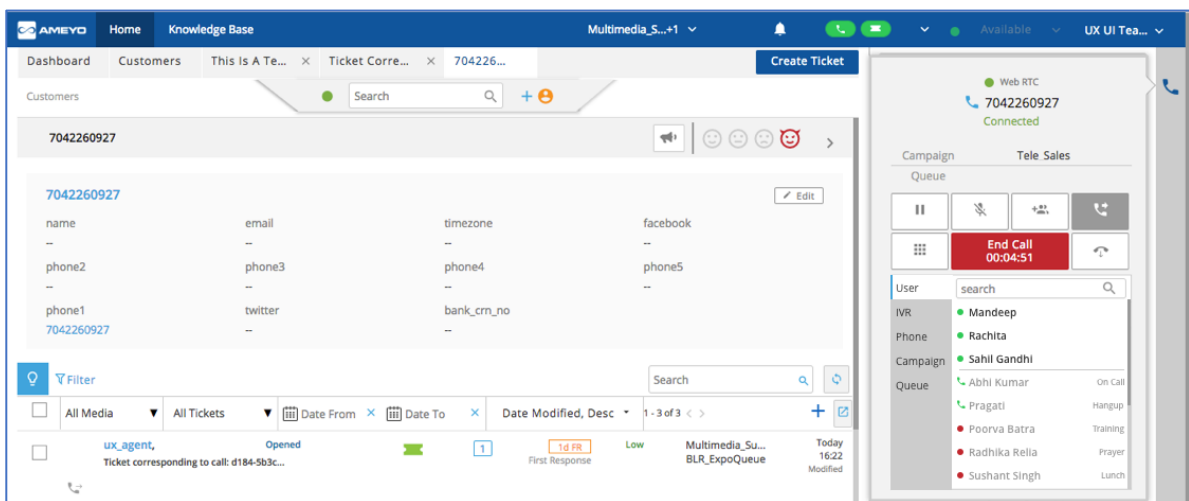 AMEYO Home Knowledge Base Multimedia_S...+1 Available UX UI Tea...
Dashboard Customers This Is A Te... × Ticket Corre... × 704226... Create Ticket
Customers Search
7042260927
7042260927 Edit
name email timezone facebook
-- -- -- --
phone2 phone3 phone4 phone5
-- -- -- --
phone1 twitter bank_crn_no
7042260927 -- --
Filter Search
All Media All Tickets Date From × Date To × Date Modified, Desc 1 - 3 of 3 < >
ux_agent, Opened 1 1d FR Low Multimedia_Su... Today
Ticket corresponding to call: d184-5b3c... First Response BLR_ExpoQueue 16:22
Modified
Web RTC
7042260927
Connected
Campaign Tele Sales
Queue
End Call
00:04:51
User search
IVR
Phone
Campaign
Queue
Mandeep
Rachita
Sahil Gandhi
Abhi Kumar On Call
Pragati Hangup
Poorva Batra Training
Radhika Relia Prayer
Sushant Singh Lunch